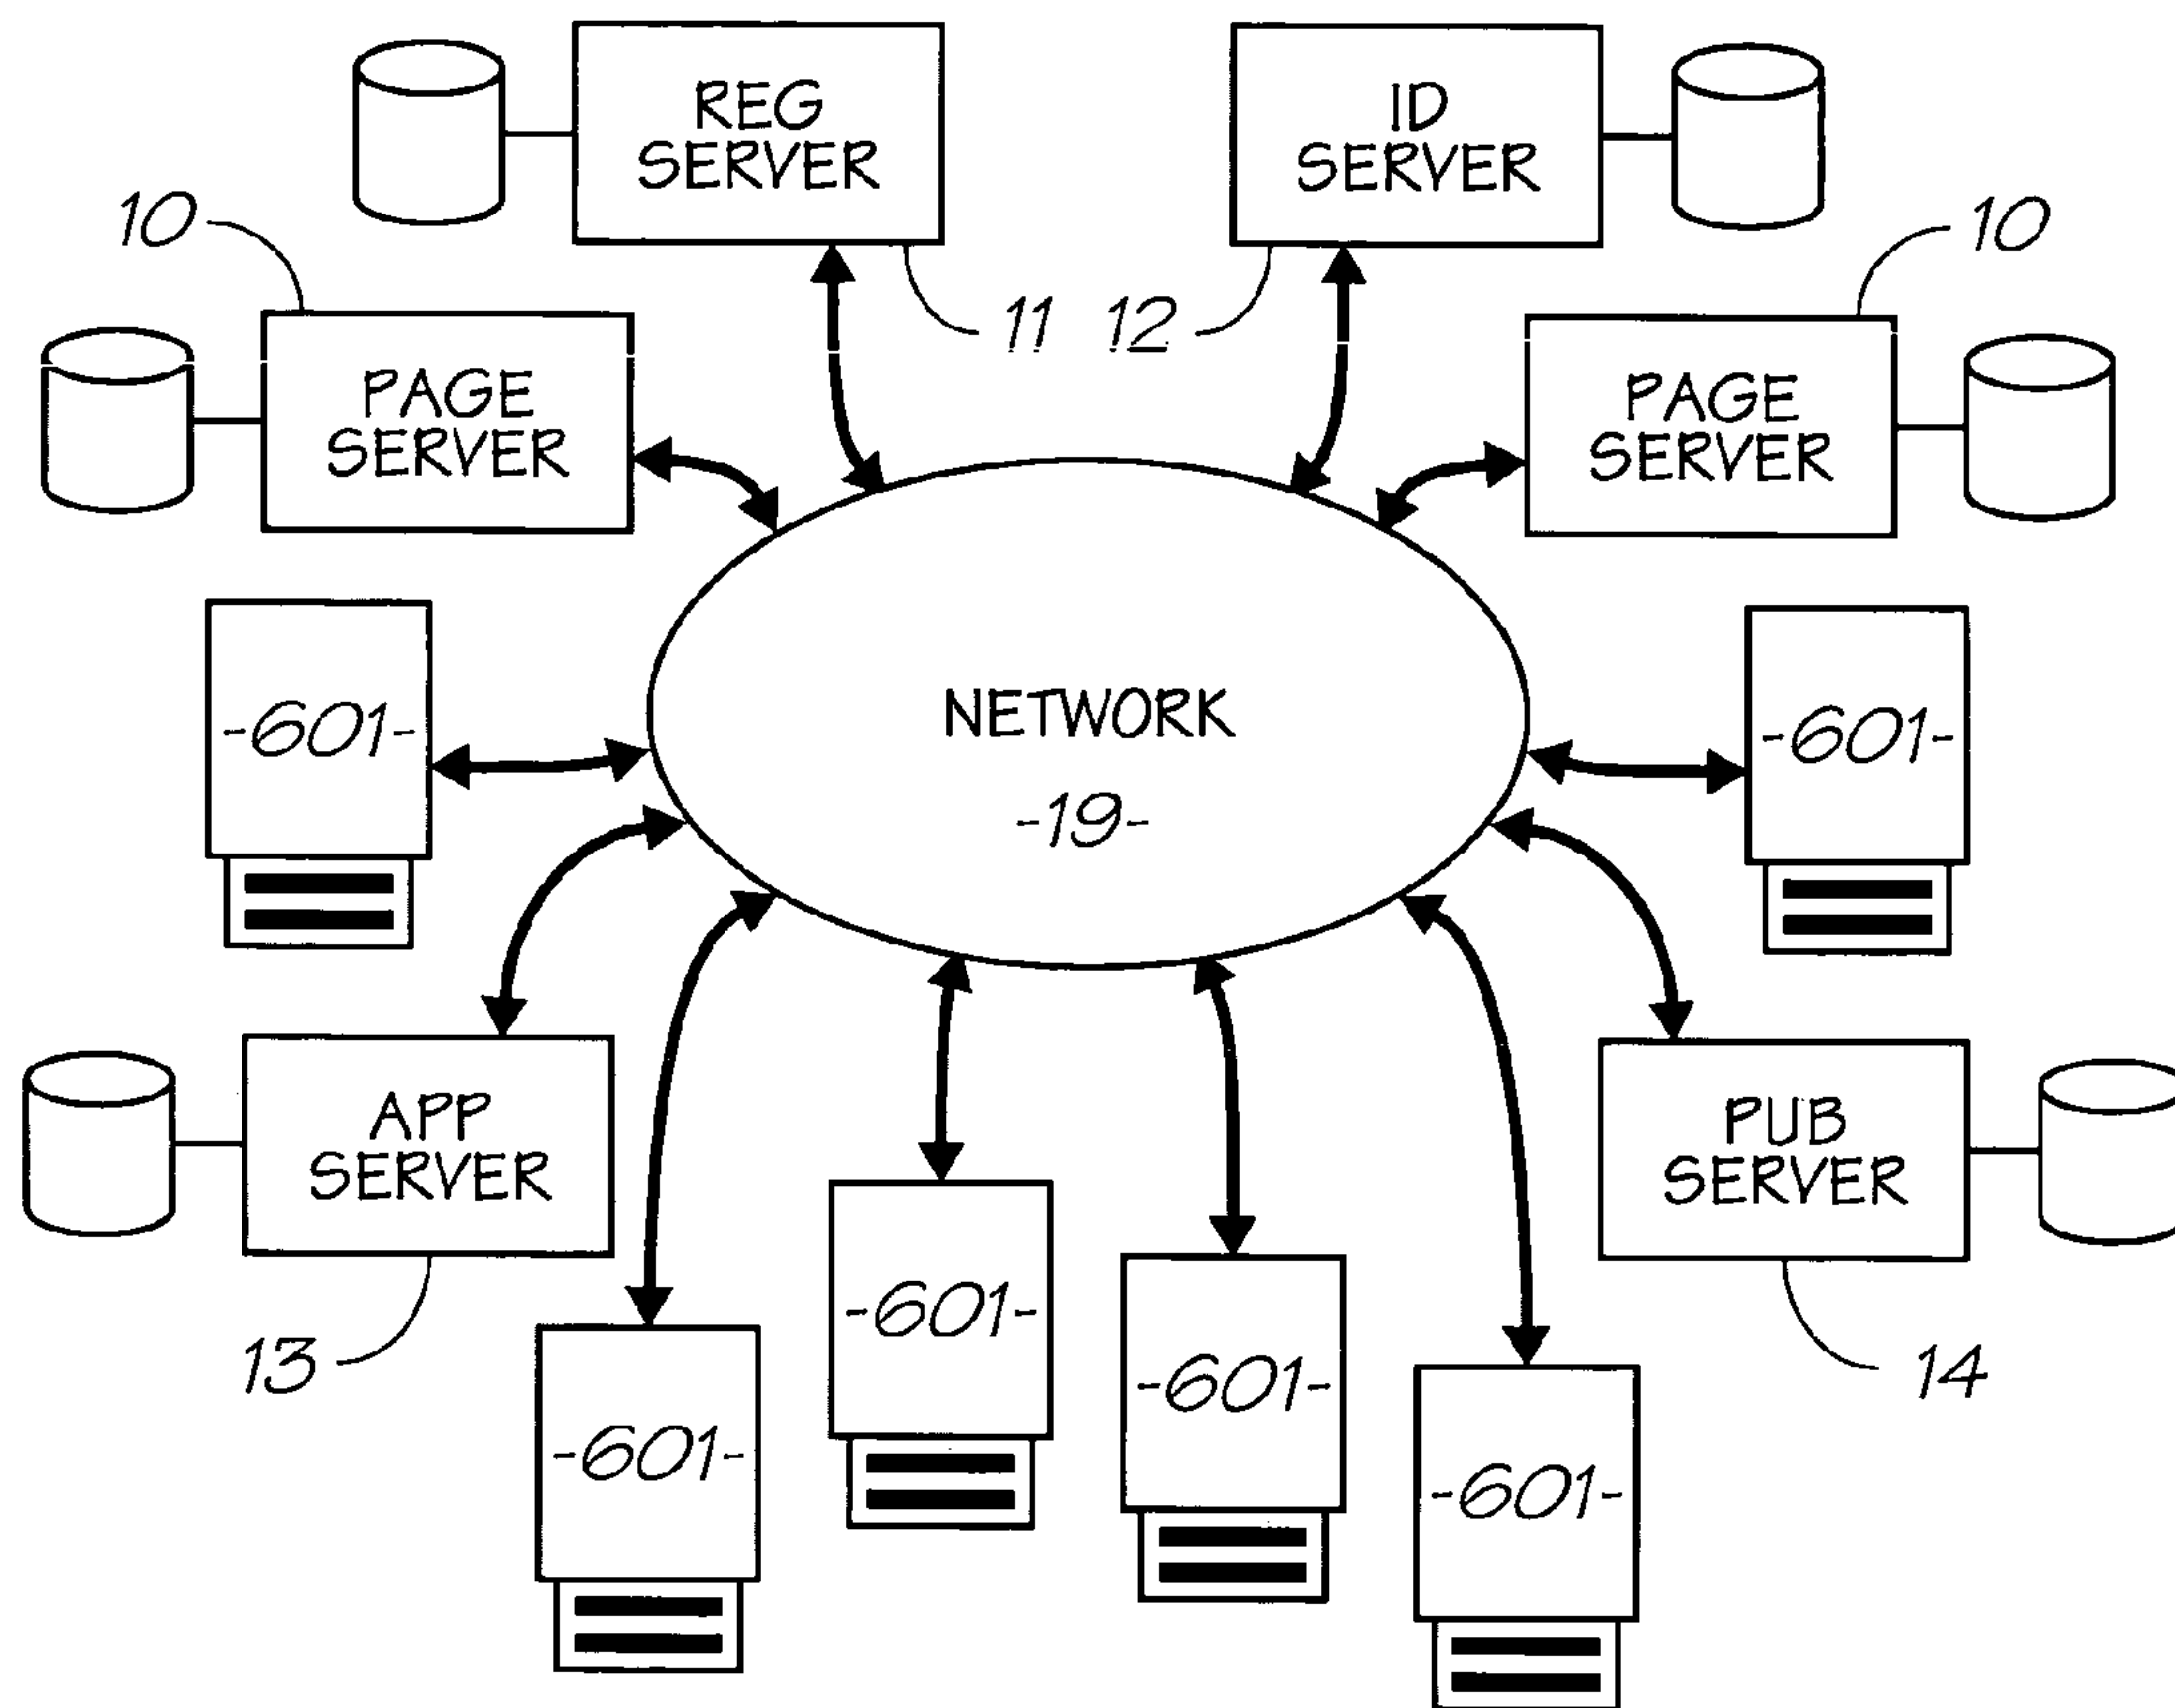 REG
SERVER
ID
SERVER
10
10
11
12
PAGE
SERVER
PAGE
SERVER
-601-
NETWORK
-19-
-601-
APP
SERVER
PUB
SERVER
13
-601-
-601-
-601-
-601-
14